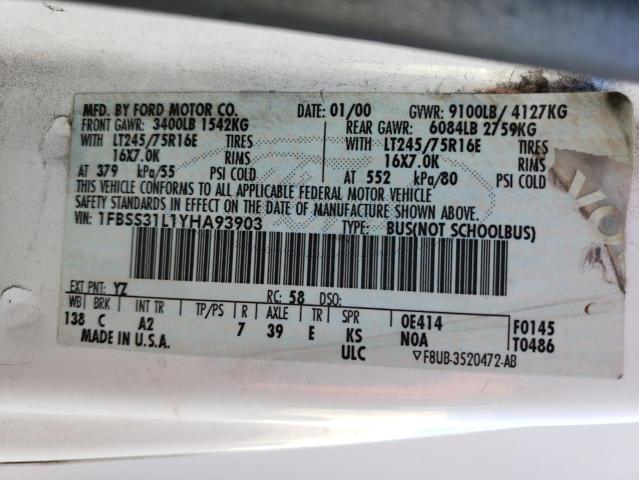 MFD. BY FORD MOTOR CO. DATE: 01/00 GVWR: 9100LB/ 4127KG
FRONT GAWR: 3400LB 1542KG REAR GAWR: 6084LB 2759KG
WITH LT245/75R16E TIRES WITH LT245/75R16E TIRES
16X7.0K RIMS 16X7.0K RIMS
AT 379 kPa/55 PSI COLD AT 552 kPa/80 PSI COLD
THIS VEHICLE CONFORMS TO ALL APPLICABLE FEDERAL MOTOR VEHICLE
SAFETY STANDARDS IN EFFECT ON THE DATE OF MANUFACTURE SHOWN ABOVE.
VIN: 1FBSS31L1YHA93903 TYPE: BUS(NOT SCHOOLBUS)
EXT PNT: YZ RC: 58 DSO:
WB BRK INT TR TP/PS R AXLE TR SPR OE414 F0145
138 C A2 7 39 E KS NOA T0486
MADE IN U.S.A. ULC ▽F8UB-3520472-AB
VO